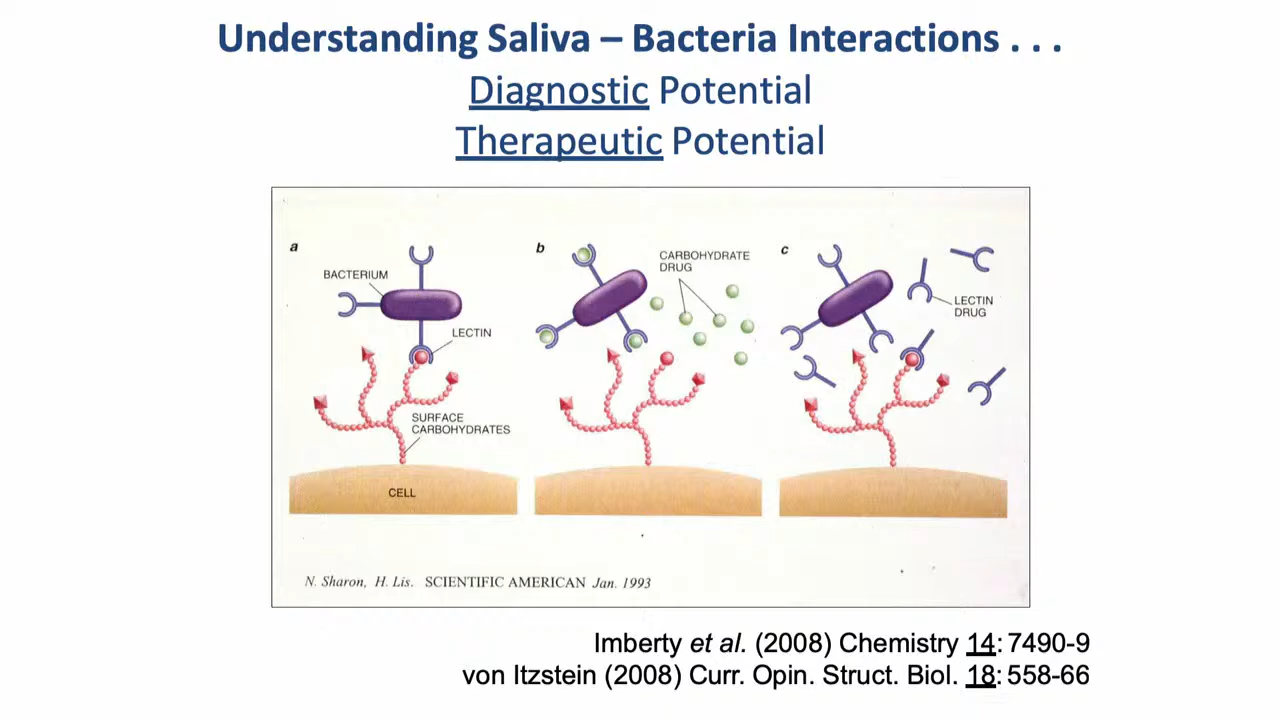 Understanding Saliva – Bacteria Interactions . . .
Diagnostic Potential
Therapeutic Potential
a
BACTERIUM
LECTIN
SURFACE
CARBOHYDRATES
CELL
b
CARBOHYDRATE
DRUG
c
LECTIN
DRUG
N. Sharon, H. Lis. SCIENTIFIC AMERICAN Jan. 1993
Imberty et al. (2008) Chemistry 14: 7490-9
von Itzstein (2008) Curr. Opin. Struct. Biol. 18: 558-66